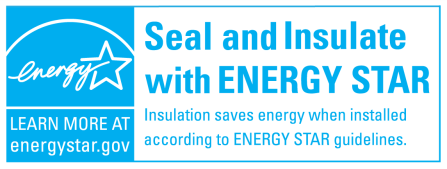 energy
LEARN MORE AT
energystar.gov
Seal and Insulate
with ENERGY STAR
Insulation saves energy when installed
according to ENERGY STAR guidelines.